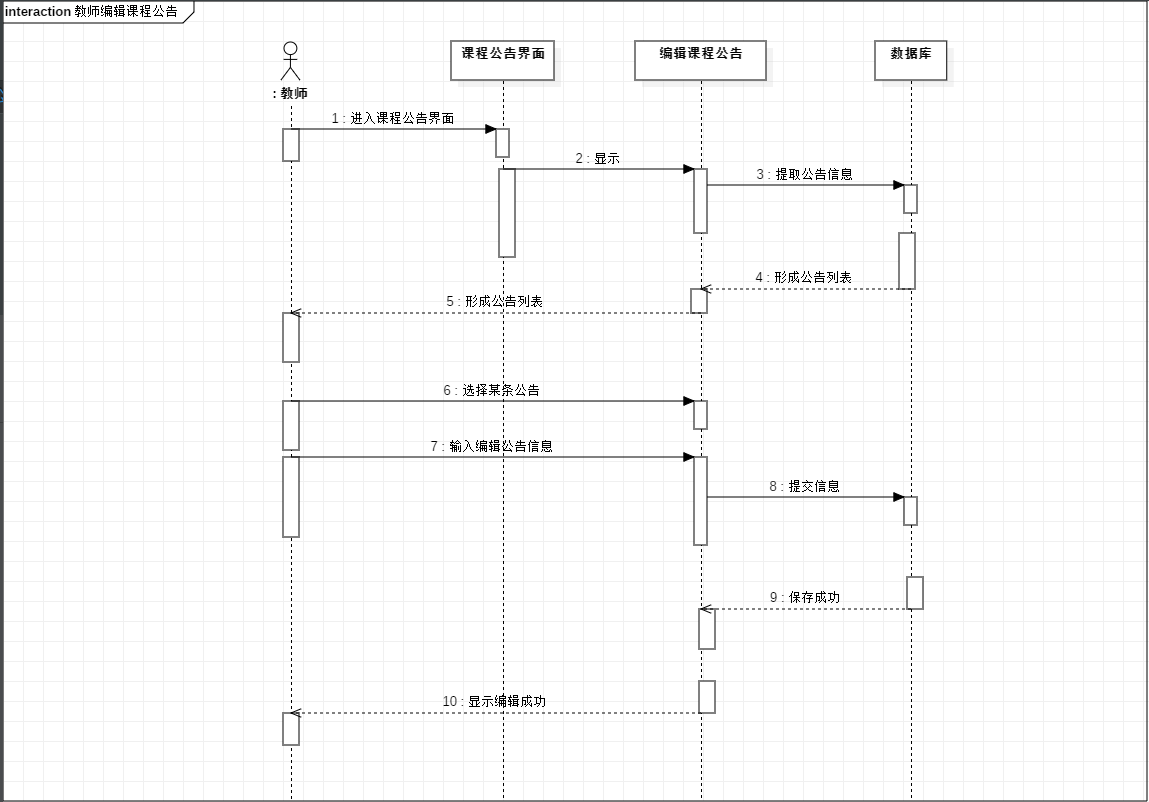 interaction 教师编辑课程公告
课程公告界面
编辑课程公告
数据库
: 教师
1 : 进入课程公告界面
2 : 显示
3 : 提取公告信息
4 : 形成公告列表
5 : 形成公告列表
6 : 选择某条公告
7 : 输入编辑公告信息
8 : 提交信息
9 : 保存成功
10 : 显示编辑成功